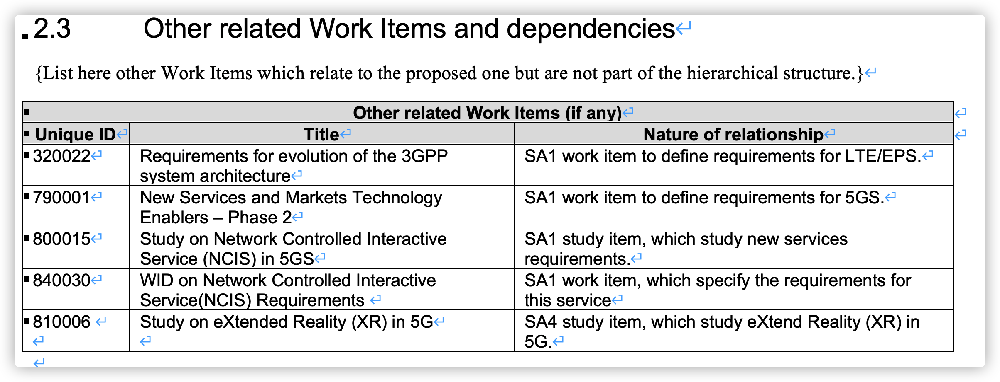 2.3 Other related Work Items and dependencies
{List here other Work Items which relate to the proposed one but are not part of the hierarchical structure.}
Other related Work Items (if any)
Unique ID Title Nature of relationship
320022 Requirements for evolution of the 3GPP SA1 work item to define requirements for LTE/EPS.
system architecture
790001 New Services and Markets Technology SA1 work item to define requirements for 5GS.
Enablers – Phase 2
800015 Study on Network Controlled Interactive SA1 study item, which study new services
Service (NCIS) in 5GS requirements.
840030 WID on Network Controlled Interactive SA1 work item, which specify the requirements for
Service(NCIS) Requirements this service
810006 Study on eXtended Reality (XR) in 5G SA4 study item, which study eXtend Reality (XR) in
5G.